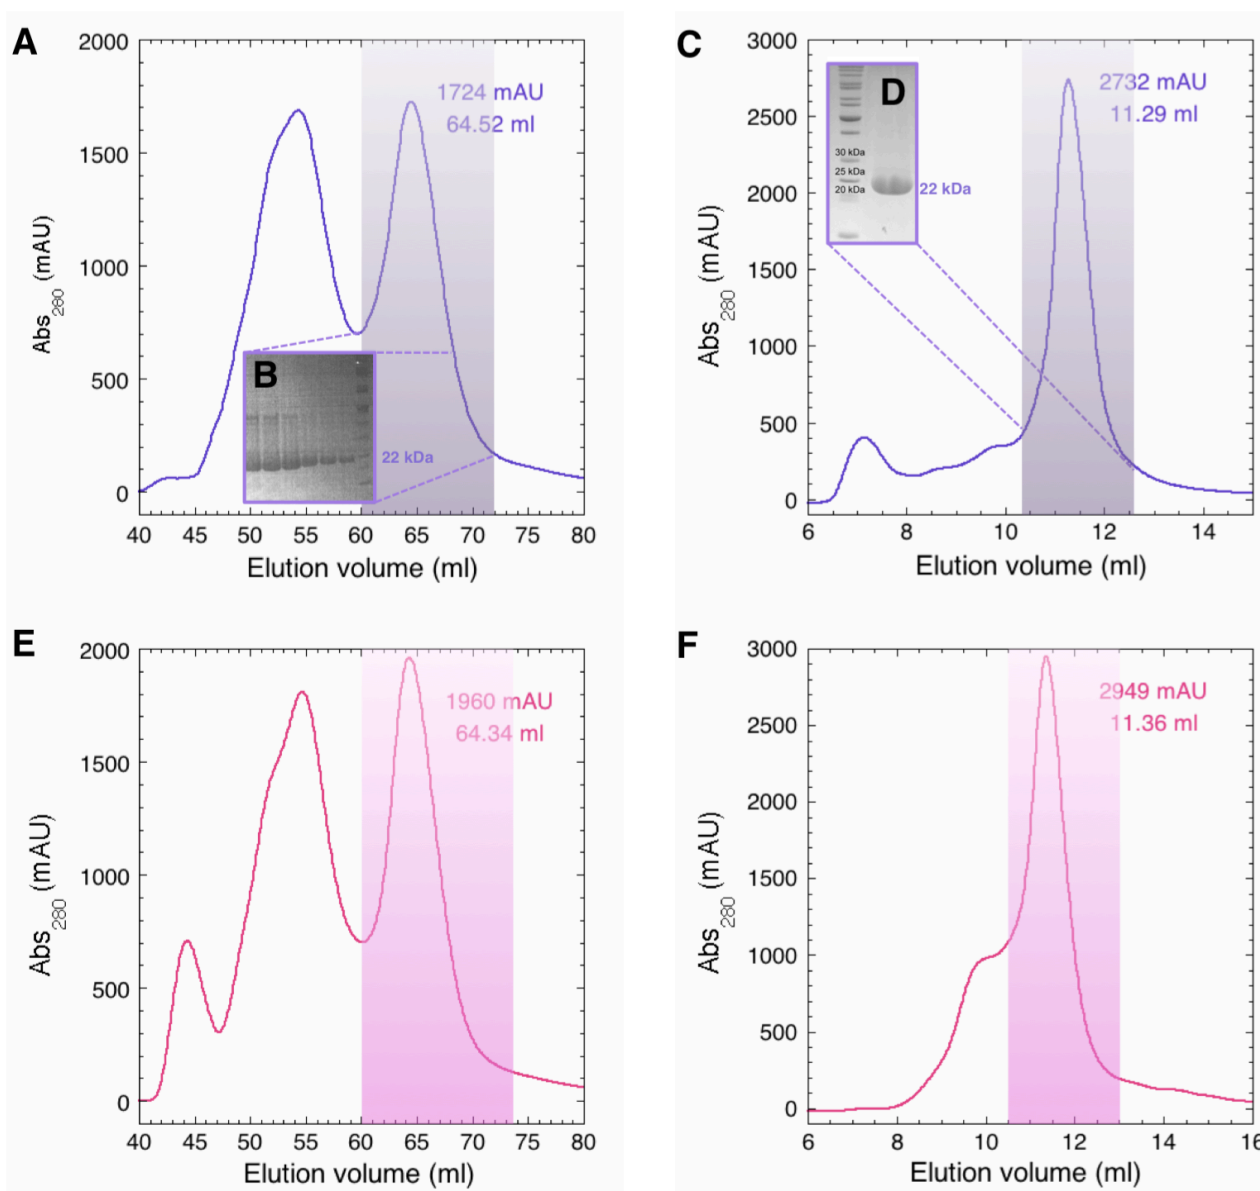 A
2000
1500
1000
500
0
Abs280 (mAU)
1724 mAU
64.52 ml
B
22 kDa
40 45 50 55 60 65 70 75 80
Elution volume (ml)
C
3000
2500
2000
1500
1000
500
0
Abs280 (mAU)
D
30 kDa
25 kDa
20 kDa
22 kDa
2732 mAU
11.29 ml
6 8 10 12 14
Elution volume (ml)
E
2000
1500
1000
500
0
Abs280 (mAU)
1960 mAU
64.34 ml
40 45 50 55 60 65 70 75 80
Elution volume (ml)
F
3000
2500
2000
1500
1000
500
0
Abs280 (mAU)
2949 mAU
11.36 ml
6 8 10 12 14 16
Elution volume (ml)